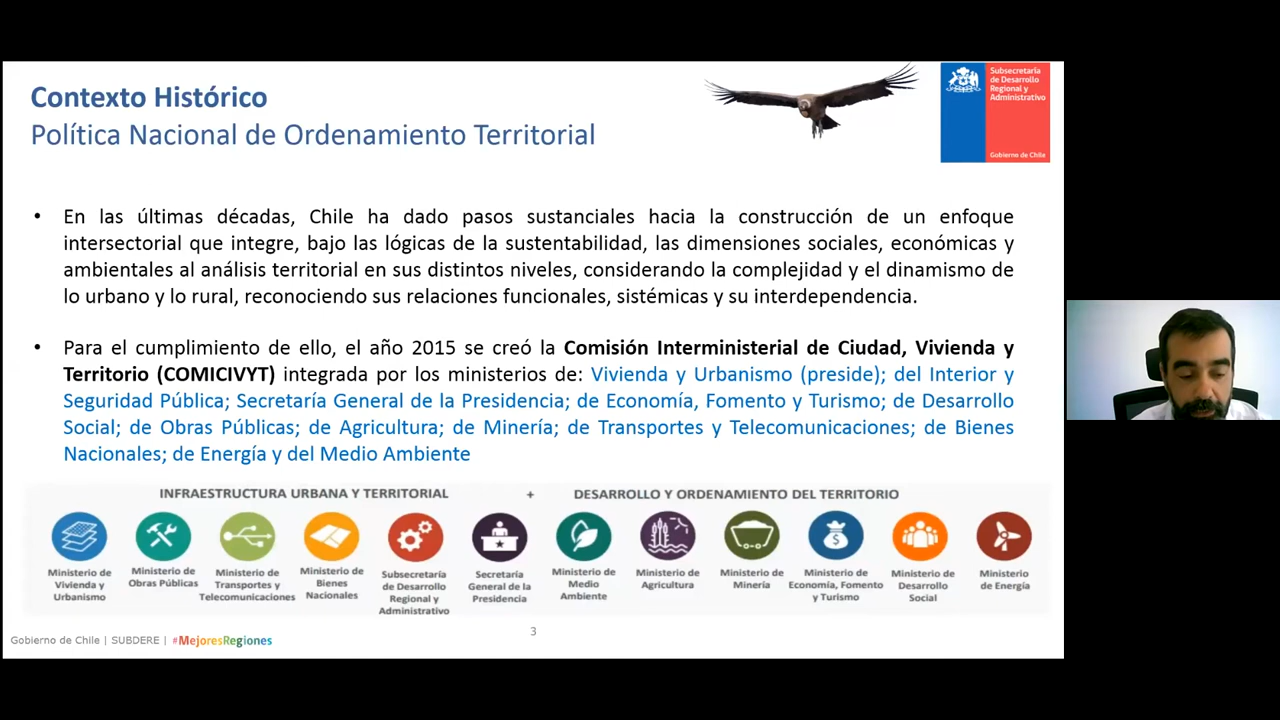 Contexto Histórico
Política Nacional de Ordenamiento Territorial
Subsecretaría
de Desarrollo
Regional y
Administrativo
Gobierno de Chile
• En las últimas décadas, Chile ha dado pasos sustanciales hacia la construcción de un enfoque
intersectorial que integre, bajo las lógicas de la sustentabilidad, las dimensiones sociales, económicas y
ambientales al análisis territorial en sus distintos niveles, considerando la complejidad y el dinamismo de
lo urbano y lo rural, reconociendo sus relaciones funcionales, sistémicas y su interdependencia.
• Para el cumplimiento de ello, el año 2015 se creó la Comisión Interministerial de Ciudad, Vivienda y
Territorio (COMICIVYT) integrada por los ministerios de: Vivienda y Urbanismo (preside); del Interior y
Seguridad Pública; Secretaría General de la Presidencia; de Economía, Fomento y Turismo; de Desarrollo
Social; de Obras Públicas; de Agricultura; de Minería; de Transportes y Telecomunicaciones; de Bienes
Nacionales; de Energía y del Medio Ambiente
INFRAESTRUCTURA URBANA Y TERRITORIAL + DESARROLLO Y ORDENAMIENTO DEL TERRITORIO
Ministerio de
Vivienda y
Urbanismo
Ministerio de
Obras Públicas
Ministerio de
Transportes y
Telecomunicaciones
Ministerio de
Bienes
Nacionales
Subsecretaría
de Desarrollo
Regional y
Administrativo
Secretaría
General de la
Presidencia
Ministerio de
Medio
Ambiente
Ministerio de
Agricultura
Ministerio de
Minería
Ministerio de
Economía, Fomento
y Turismo
Ministerio de
Desarrollo
Social
Ministerio
de Energía
Gobierno de Chile | SUBDERE | #MejoresRegiones
3